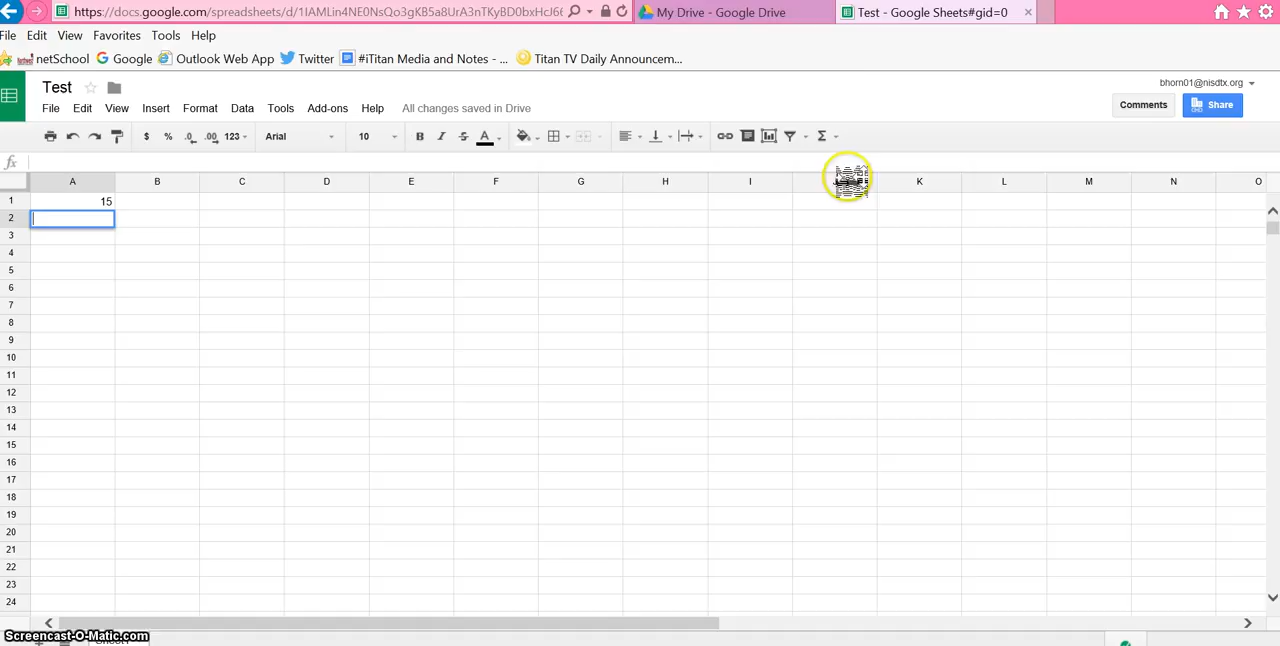 https://docs.google.com/spreadsheets/d/1IAMLin4NE0NsQo3gKB5a8UrA3nTKyBD0bxHcJ6
My Drive - Google Drive
Test - Google Sheets#gid=0 ×
File Edit View Favorites Tools Help
netSchool Google Outlook Web App Twitter #iTitan Media and Notes - ... Titan TV Daily Announcem...
Test
bhorn01@nisdtx.org
File Edit View Insert Format Data Tools Add-ons Help All changes saved in Drive
Comments Share
$ % .0 .00 123 Arial 10 B I S A Σ
fx
A B C D E F G H I K L M N O
1 15
2
3
4
5
6
7
8
9
10
11
12
13
14
15
16
17
18
19
20
21
22
23
24
Screencast-O-Matic.com